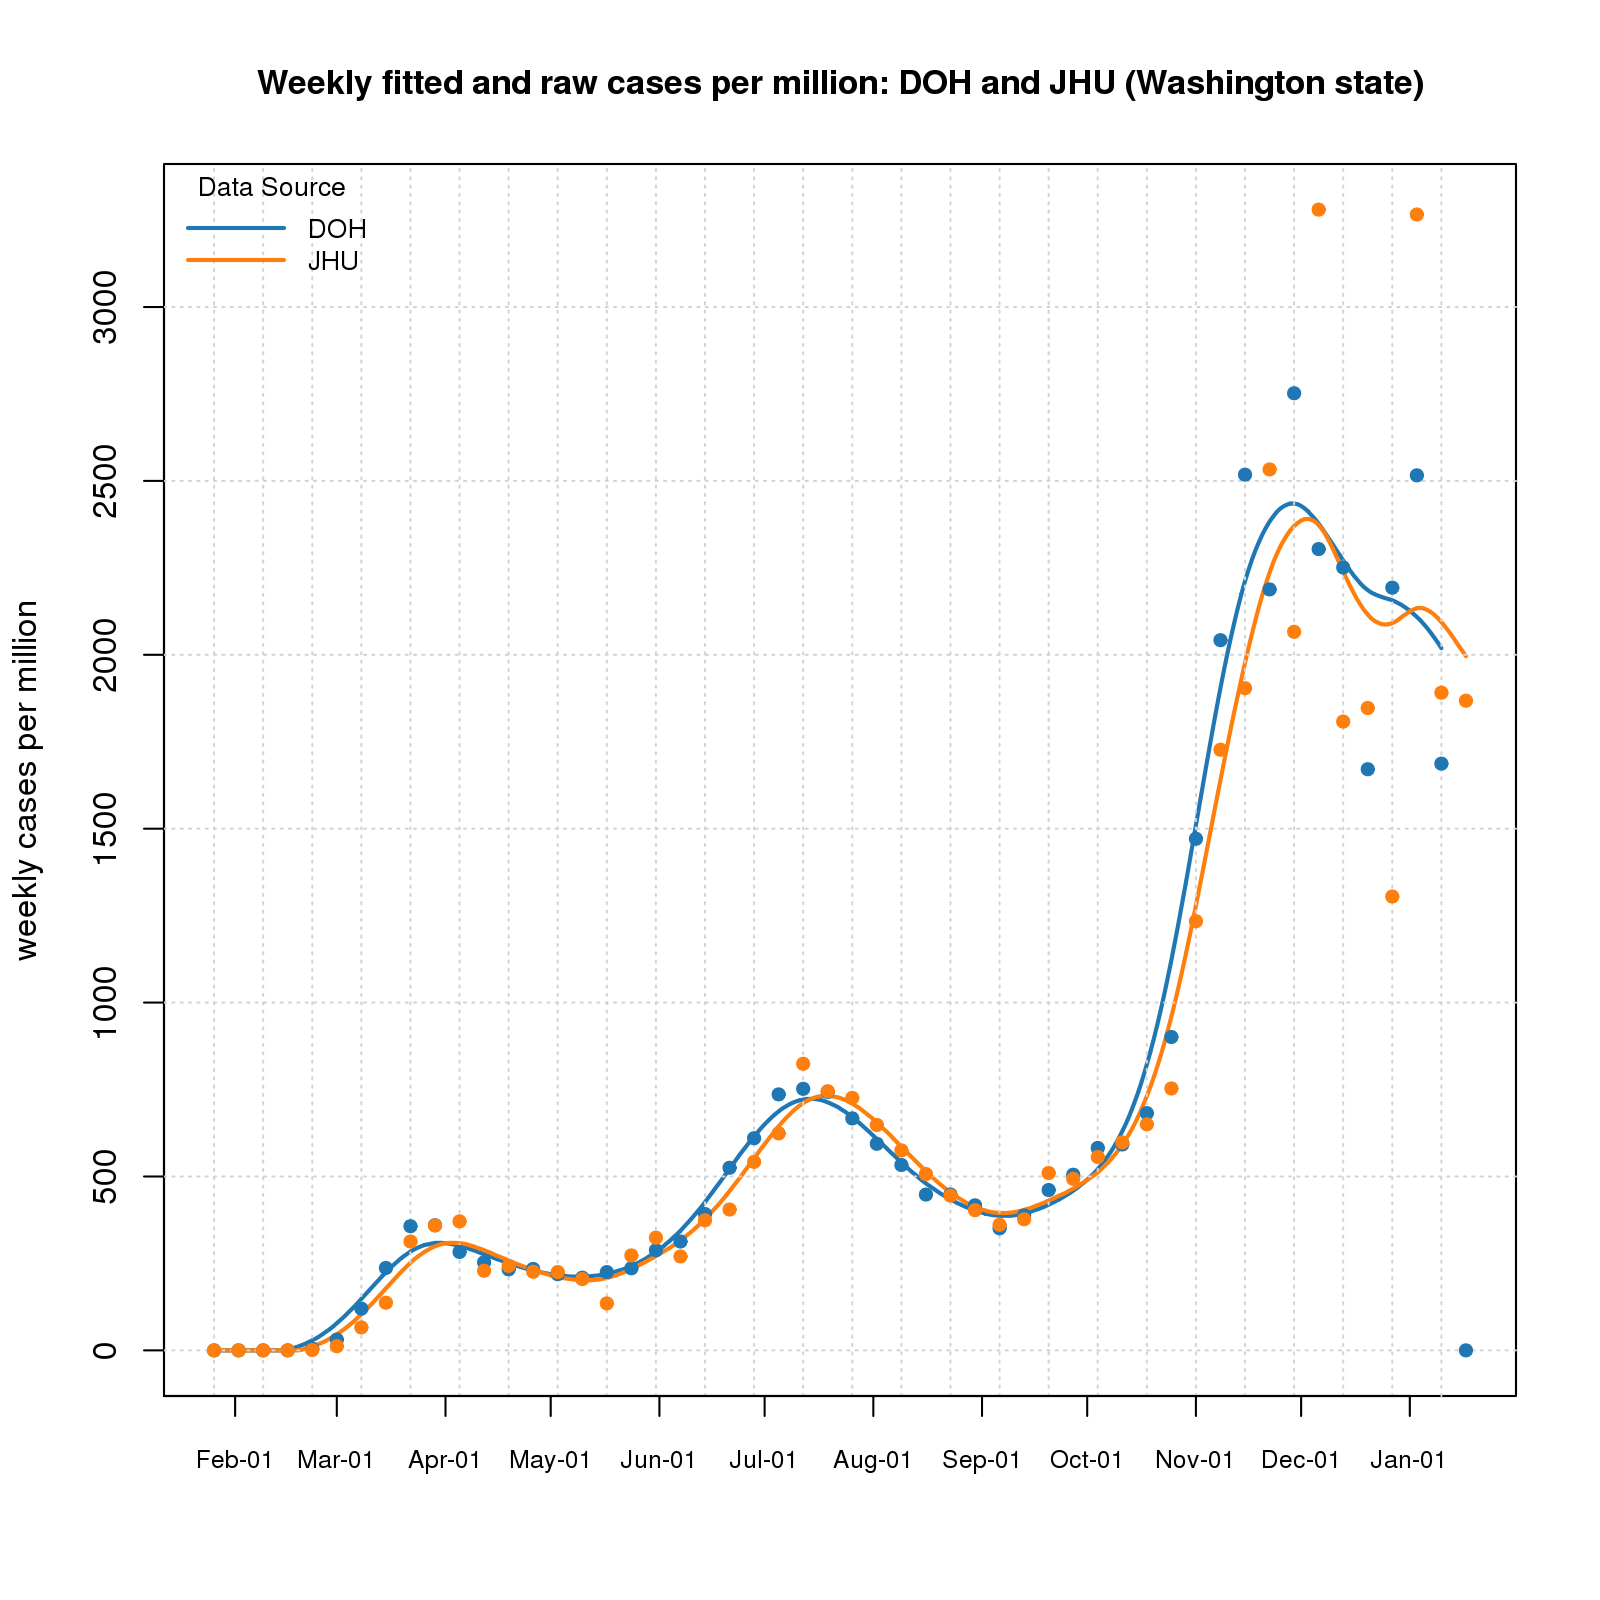 Weekly fitted and raw cases per million: DOH and JHU (Washington state)
Data Source
DOH
JHU
weekly cases per million
3000
2500
2000
1500
1000
500
0
Feb-01 Mar-01 Apr-01 May-01 Jun-01 Jul-01 Aug-01 Sep-01 Oct-01 Nov-01 Dec-01 Jan-01